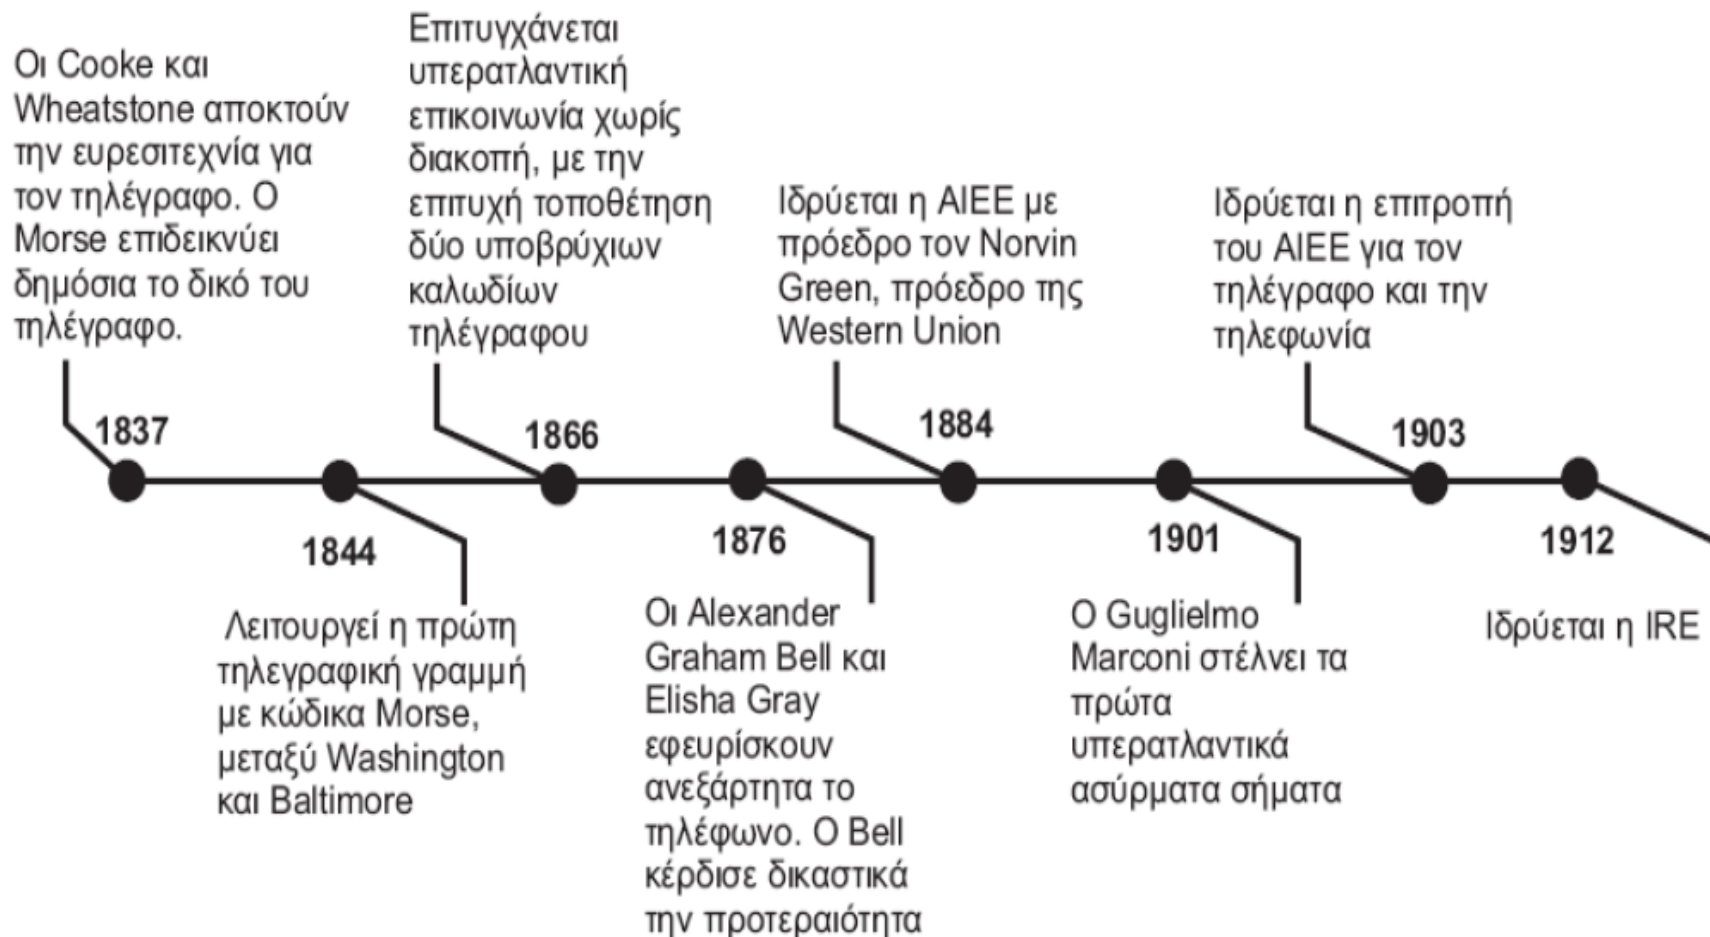 Οι Cooke και
Wheatstone αποκτούν
την ευρεσιτεχνία για
τον τηλέγραφο. Ο
Morse επιδεικνύει
δημόσια το δικό του
τηλέγραφο.
1837
1844
Λειτουργεί η πρώτη
τηλεγραφική γραμμή
με κώδικα Morse,
μεταξύ Washington
και Baltimore
Επιτυγχάνεται
υπερατλαντική
επικοινωνία χωρίς
διακοπή, με την
επιτυχή τοποθέτηση
δύο υποβρύχιων
καλωδίων
τηλέγραφου
1866
1876
Οι Alexander
Graham Bell και
Elisha Gray
εφευρίσκουν
ανεξάρτητα το
τηλέφωνο. Ο Bell
κέρδισε δικαστικά
την προτεραιότητα
Ιδρύεται η AIEE με
πρόεδρο τον Norvin
Green, πρόεδρο της
Western Union
1884
1901
Ο Guglielmo
Marconi στέλνει τα
πρώτα
υπερατλαντικά
ασύρματα σήματα
Ιδρύεται η επιτροπή
του AIEE για τον
τηλέγραφο και την
τηλεφωνία
1903
1912
Ιδρύεται η IRE